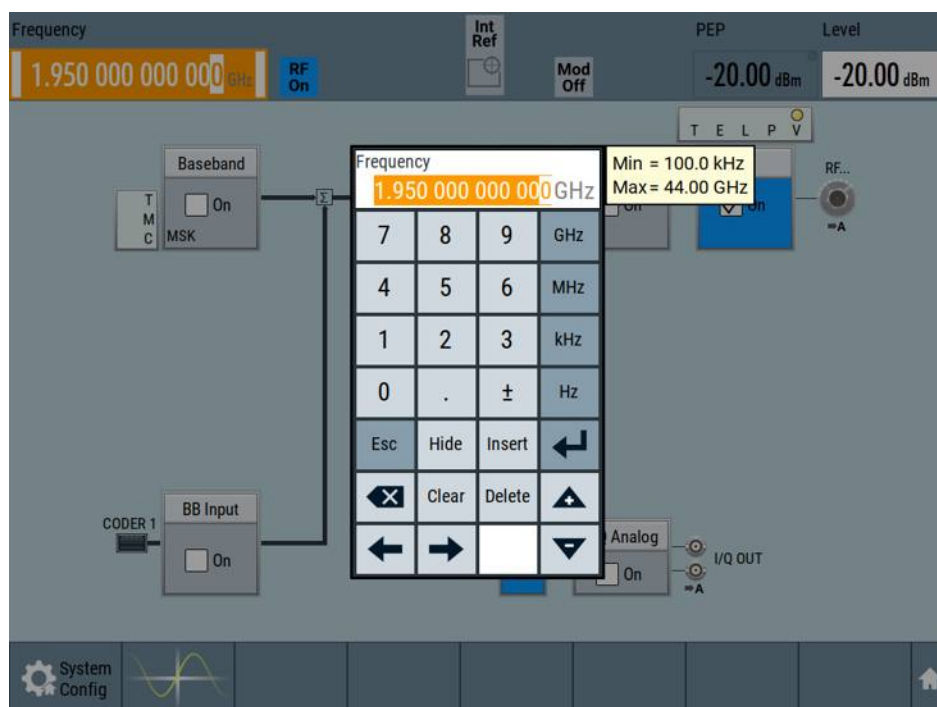 Frequency
Int
Ref
PEP
Level
1.950 000 000 000 GHz
RF
On
Mod
Off
-20.00 dBm
-20.00 dBm
T E L P V
Baseband
Frequency
Min = 100.0 kHz
Max = 44.00 GHz
RF...
1.950 000 000 000 GHz
T
M
C
On
MSK
Σ
On
On
⇒A
7 8 9 GHz
4 5 6 MHz
1 2 3 kHz
0 . ± Hz
Esc Hide Insert
Clear Delete
BB Input
CODER 1
On
Analog
On
I/Q OUT
⇒A
System
Config